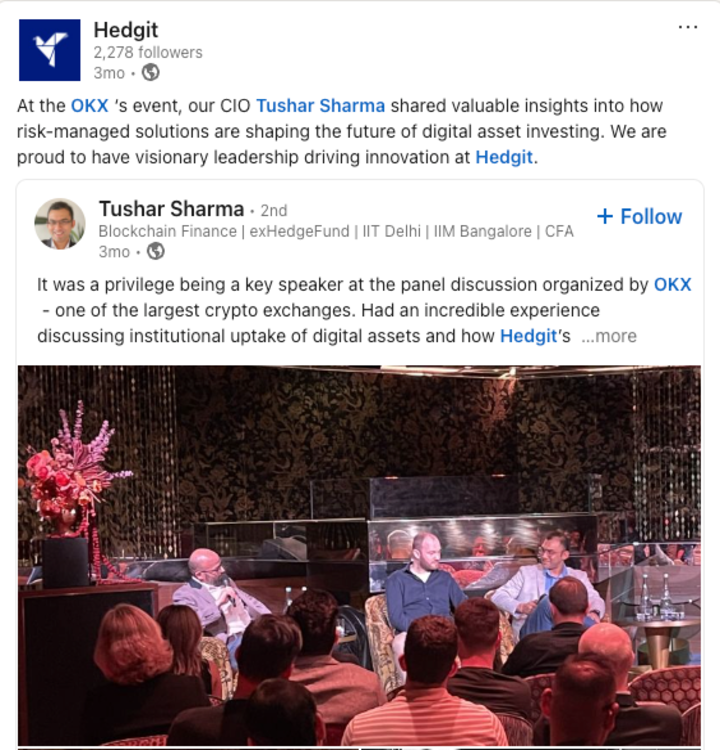 Hedgit
2,278 followers
3mo •
At the OKX 's event, our CIO Tushar Sharma shared valuable insights into how
risk-managed solutions are shaping the future of digital asset investing. We are
proud to have visionary leadership driving innovation at Hedgit.
Tushar Sharma • 2nd
+ Follow
Blockchain Finance | exHedgeFund | IIT Delhi | IIM Bangalore | CFA
3mo •
It was a privilege being a key speaker at the panel discussion organized by OKX
- one of the largest crypto exchanges. Had an incredible experience
discussing institutional uptake of digital assets and how Hedgit's ...more